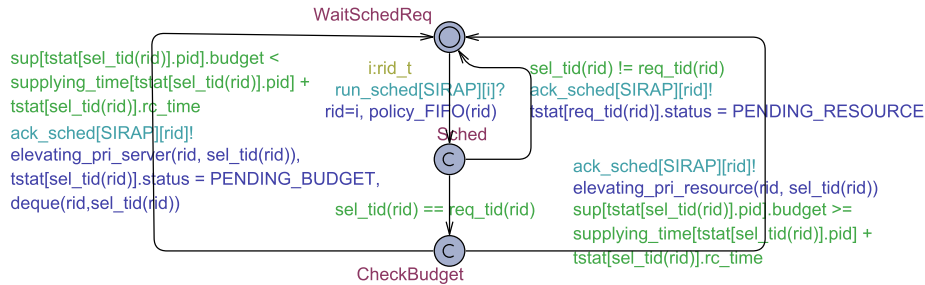 WaitSchedReq
sup[tstat[sel_tid(rid)].pid].budget <
supplying_time[tstat[sel_tid(rid)].pid] +
tstat[sel_tid(rid)].rc_time
ack_sched[SIRAP][rid]!
elevating_pri_server(rid, sel_tid(rid)),
tstat[sel_tid(rid)].status = PENDING_BUDGET,
deque(rid,sel_tid(rid))
i:rid_t
run_sched[SIRAP][i]?
rid=i, policy_FIFO(rid)
sel_tid(rid) != req_tid(rid)
ack_sched[SIRAP][rid]!
tstat[req_tid(rid)].status = PENDING_RESOURCE
Sched
C
sel_tid(rid) == req_tid(rid)
ack_sched[SIRAP][rid]!
elevating_pri_resource(rid, sel_tid(rid))
sup[tstat[sel_tid(rid)].pid].budget >=
supplying_time[tstat[sel_tid(rid)].pid] +
tstat[sel_tid(rid)].rc_time
C
CheckBudget